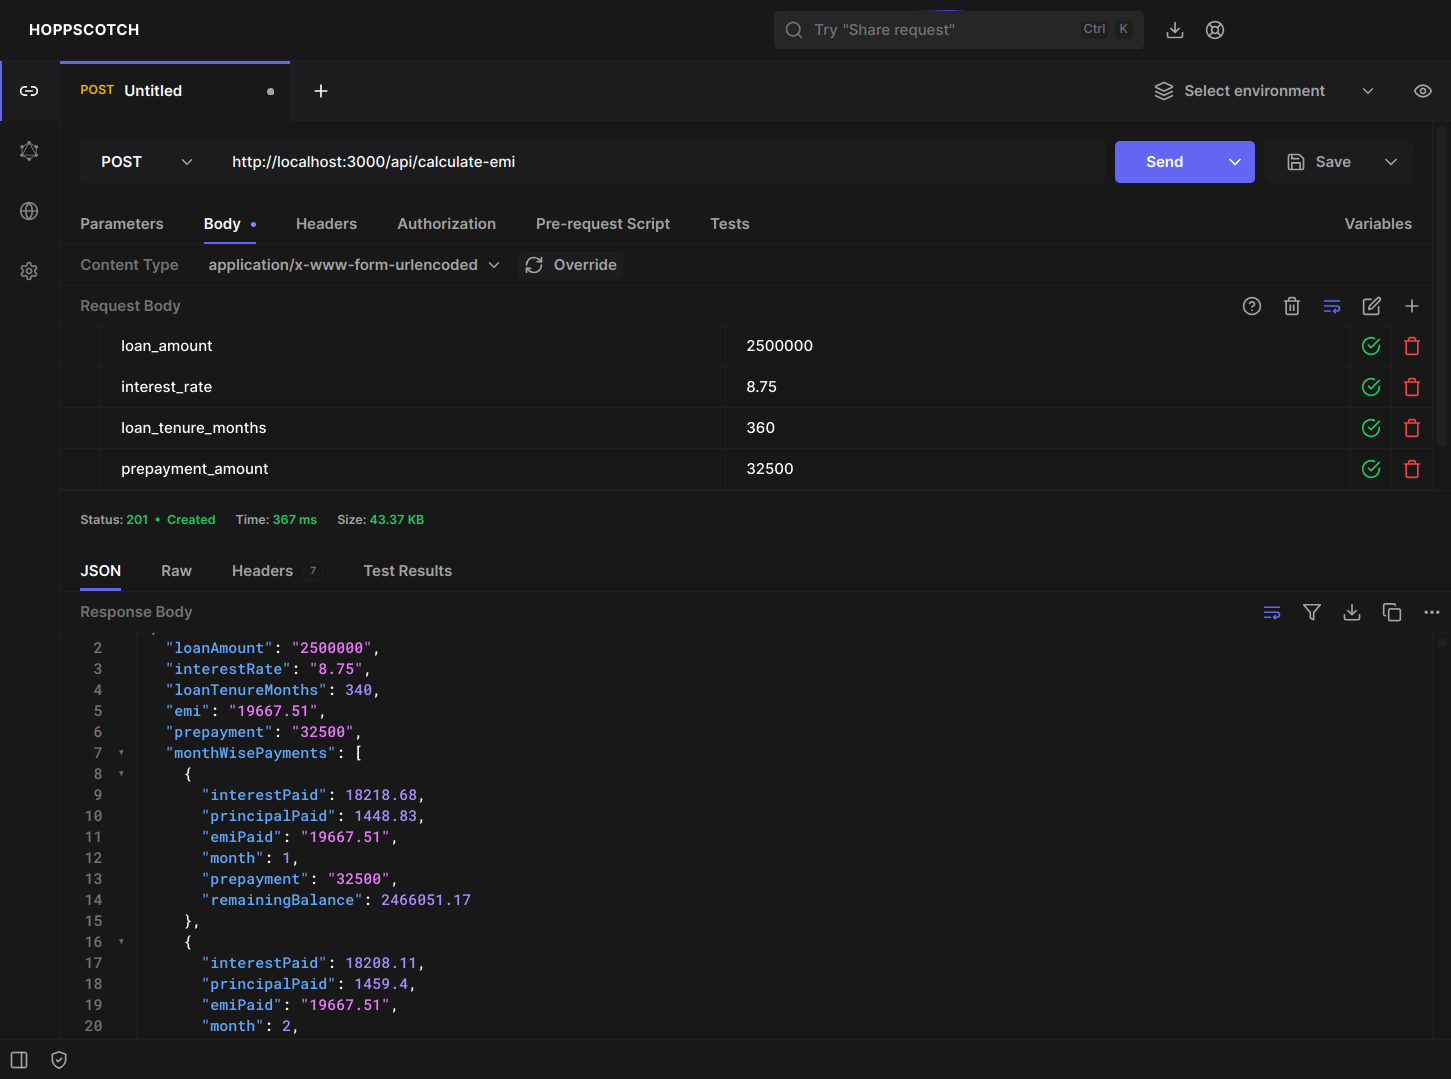 HOPPSCOTCH
Try "Share request" Ctrl K
POST Untitled
Select environment
POST http://localhost:3000/api/calculate-emi Send Save
Parameters Body Headers Authorization Pre-request Script Tests Variables
Content Type application/x-www-form-urlencoded Override
Request Body
loan_amount 2500000
interest_rate 8.75
loan_tenure_months 360
prepayment_amount 32500
Status: 201 • Created Time: 367 ms Size: 43.37 KB
JSON Raw Headers 7 Test Results
Response Body
2 "loanAmount": "2500000",
3 "interestRate": "8.75",
4 "loanTenureMonths": 340,
5 "emi": "19667.51",
6 "prepayment": "32500",
7 "monthWisePayments": [
8 {
9 "interestPaid": 18218.68,
10 "principalPaid": 1448.83,
11 "emiPaid": "19667.51",
12 "month": 1,
13 "prepayment": "32500",
14 "remainingBalance": 2466051.17
15 },
16 {
17 "interestPaid": 18208.11,
18 "principalPaid": 1459.4,
19 "emiPaid": "19667.51",
20 "month": 2,